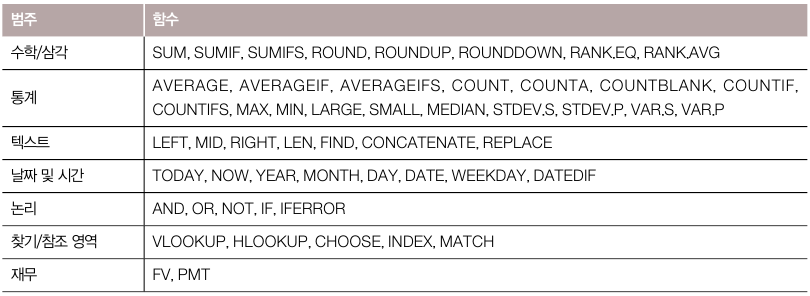 범주 함수
수학/삼각 SUM, SUMIF, SUMIFS, ROUND, ROUNDUP, ROUNDDOWN, RANK.EQ, RANK.AVG
통계 AVERAGE, AVERAGEIF, AVERAGEIFS, COUNT, COUNTA, COUNTBLANK, COUNTIF,
COUNTIFS, MAX, MIN, LARGE, SMALL, MEDIAN, STDEV.S, STDEV.P, VAR.S, VAR.P
텍스트 LEFT, MID, RIGHT, LEN, FIND, CONCATENATE, REPLACE
날짜 및 시간 TODAY, NOW, YEAR, MONTH, DAY, DATE, WEEKDAY, DATEDIF
논리 AND, OR, NOT, IF, IFERROR
찾기/참조 영역 VLOOKUP, HLOOKUP, CHOOSE, INDEX, MATCH
재무 FV, PMT